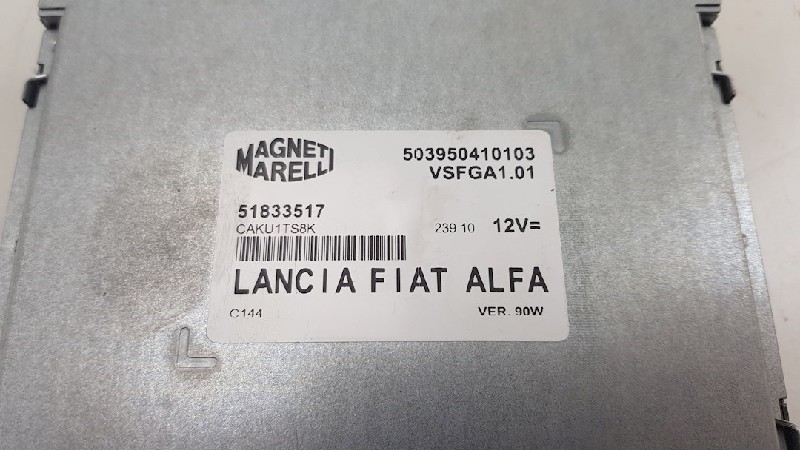 MAGNETI
MARELLI
503950410103
VSFGA1.01
51833517
CAKU1TS8K
239 10 12V=
LANCIA FIAT ALFA
C144
VER. 90W